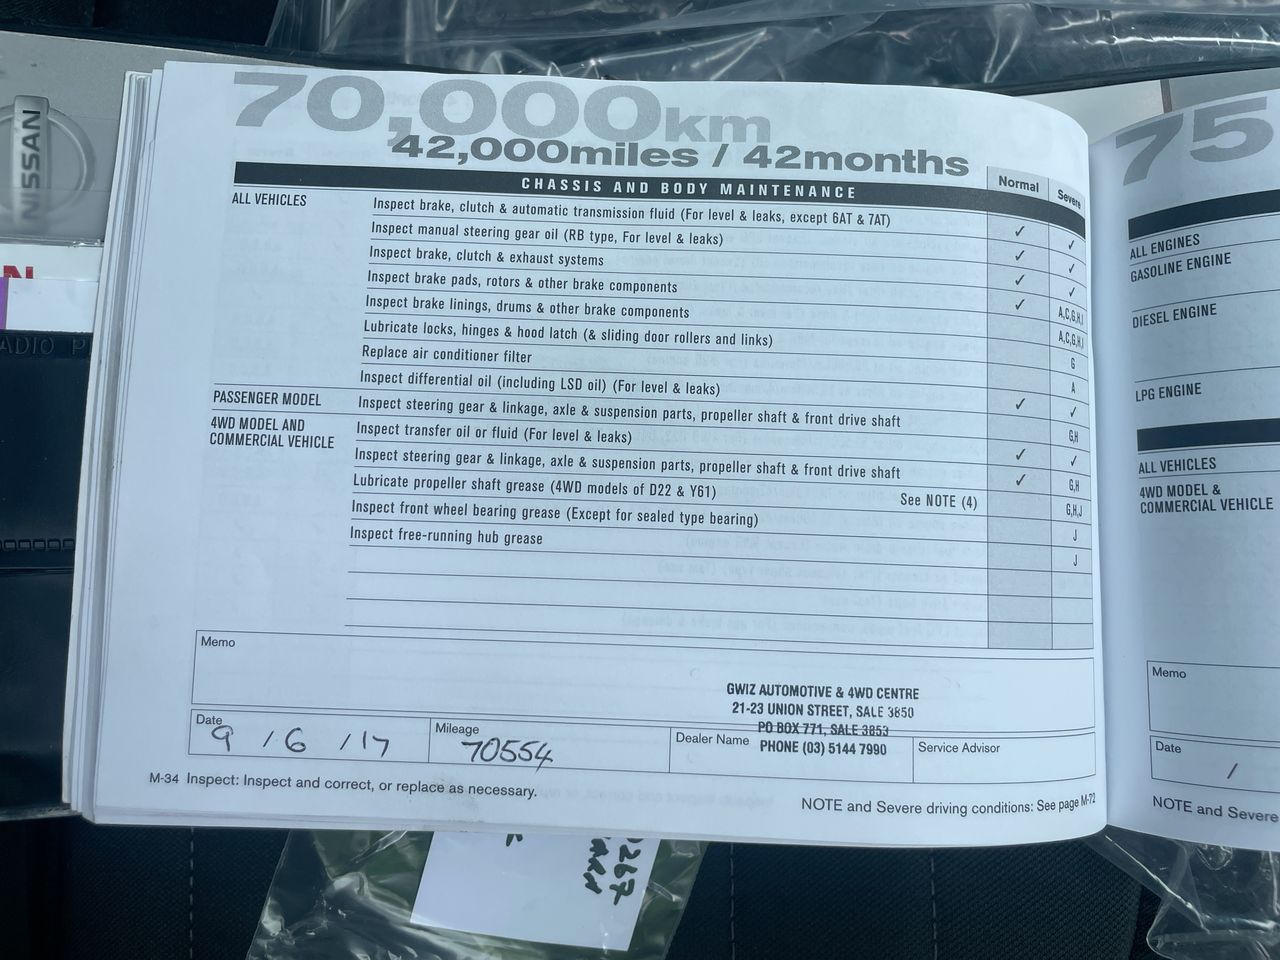 70,000km
42,000miles / 42months
CHASSIS AND BODY MAINTENANCE
Normal
Severe
ALL VEHICLES
Inspect brake, clutch & automatic transmission fluid (For level & leaks, except 6AT & 7AT) ✓ ✓
Inspect manual steering gear oil (RB type, For level & leaks) ✓ ✓
Inspect brake, clutch & exhaust systems ✓ ✓
Inspect brake pads, rotors & other brake components ✓ A,C,G,H,I
Inspect brake linings, drums & other brake components A,C,G,H,I
Lubricate locks, hinges & hood latch (& sliding door rollers and links) G
Replace air conditioner filter A
Inspect differential oil (including LSD oil) (For level & leaks) ✓ ✓
PASSENGER MODEL
Inspect steering gear & linkage, axle & suspension parts, propeller shaft & front drive shaft G,H
4WD MODEL AND
COMMERCIAL VEHICLE
Inspect transfer oil or fluid (For level & leaks) ✓ ✓
Inspect steering gear & linkage, axle & suspension parts, propeller shaft & front drive shaft ✓ G,H
Lubricate propeller shaft grease (4WD models of D22 & Y61) See NOTE (4) G,H,J
Inspect front wheel bearing grease (Except for sealed type bearing) J
Inspect free-running hub grease J
Memo
GWIZ AUTOMOTIVE & 4WD CENTRE
21-23 UNION STREET, SALE 3850
PO BOX 771, SALE 3853
PHONE (03) 5144 7990
Date
9 / 6 / 17
Mileage
70554
Dealer Name
Service Advisor
M-34 Inspect: Inspect and correct, or replace as necessary.
NOTE and Severe driving conditions: See page M-72
75
ALL ENGINES
GASOLINE ENGINE
DIESEL ENGINE
LPG ENGINE
ALL VEHICLES
4WD MODEL &
COMMERCIAL VEHICLE
Memo
Date
/
NOTE and Severe
NISSAN
N